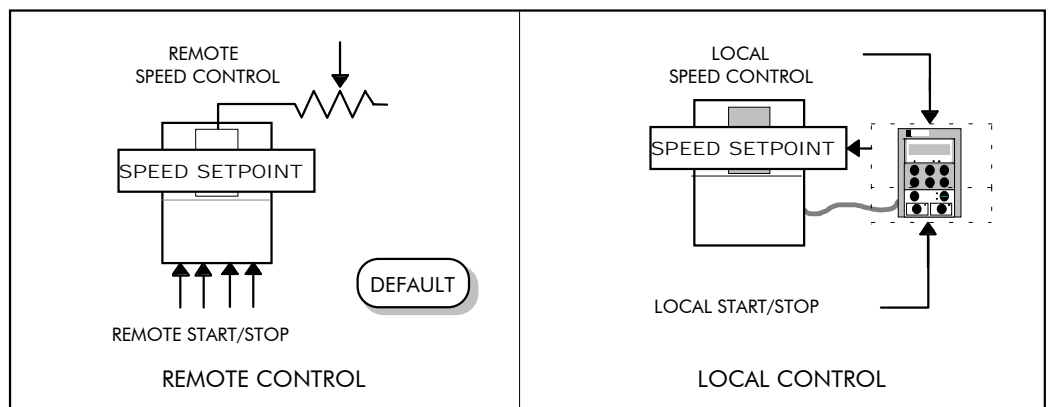 REMOTE
SPEED CONTROL
SPEED SETPOINT
DEFAULT
REMOTE START/STOP
REMOTE CONTROL
LOCAL
SPEED CONTROL
SPEED SETPOINT
LOCAL START/STOP
LOCAL CONTROL